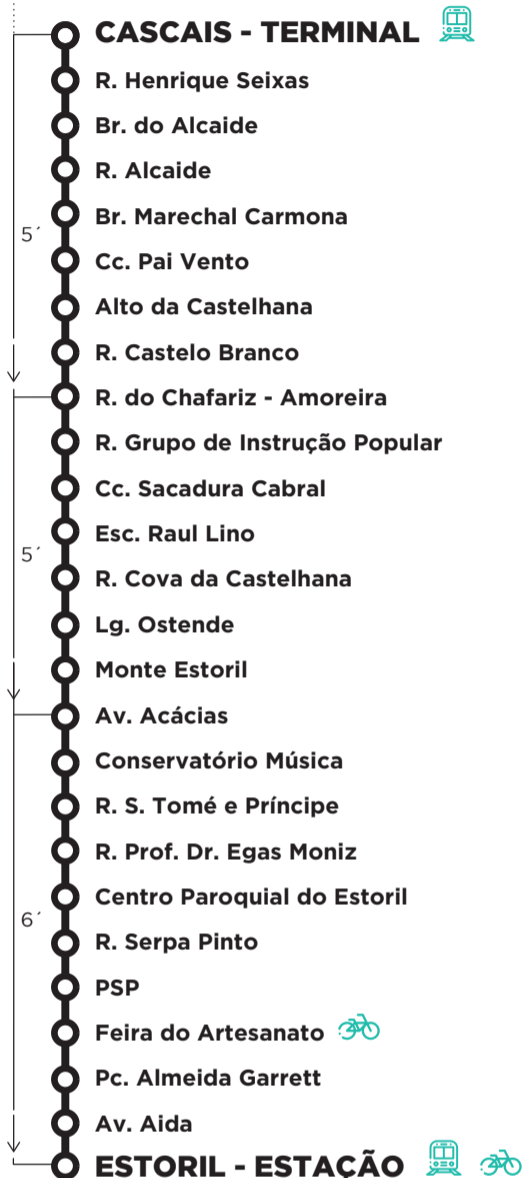 CASCAIS - TERMINAL
R. Henrique Seixas
Br. do Alcaide
R. Alcaide
Br. Marechal Carmona
5´
Cc. Pai Vento
Alto da Castelhana
R. Castelo Branco
R. do Chafariz - Amoreira
R. Grupo de Instrução Popular
Cc. Sacadura Cabral
Esc. Raul Lino
5´
R. Cova da Castelhana
Lg. Ostende
Monte Estoril
Av. Acácias
Conservatório Música
R. S. Tomé e Príncipe
R. Prof. Dr. Egas Moniz
Centro Paroquial do Estoril
6´
R. Serpa Pinto
PSP
Feira do Artesanato
Pc. Almeida Garrett
Av. Aida
ESTORIL - ESTAÇÃO